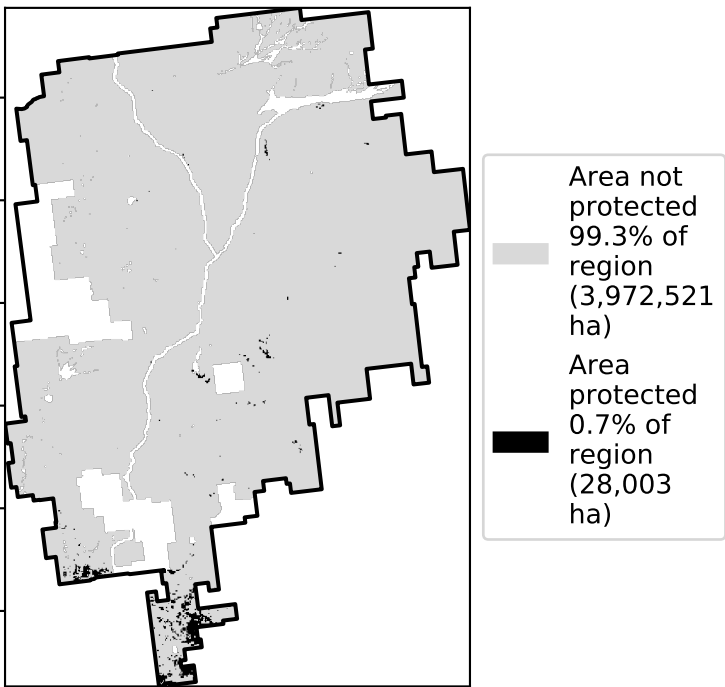 Area not
protected
99.3% of
region
(3,972,521
ha)
Area
protected
0.7% of
region
(28,003
ha)